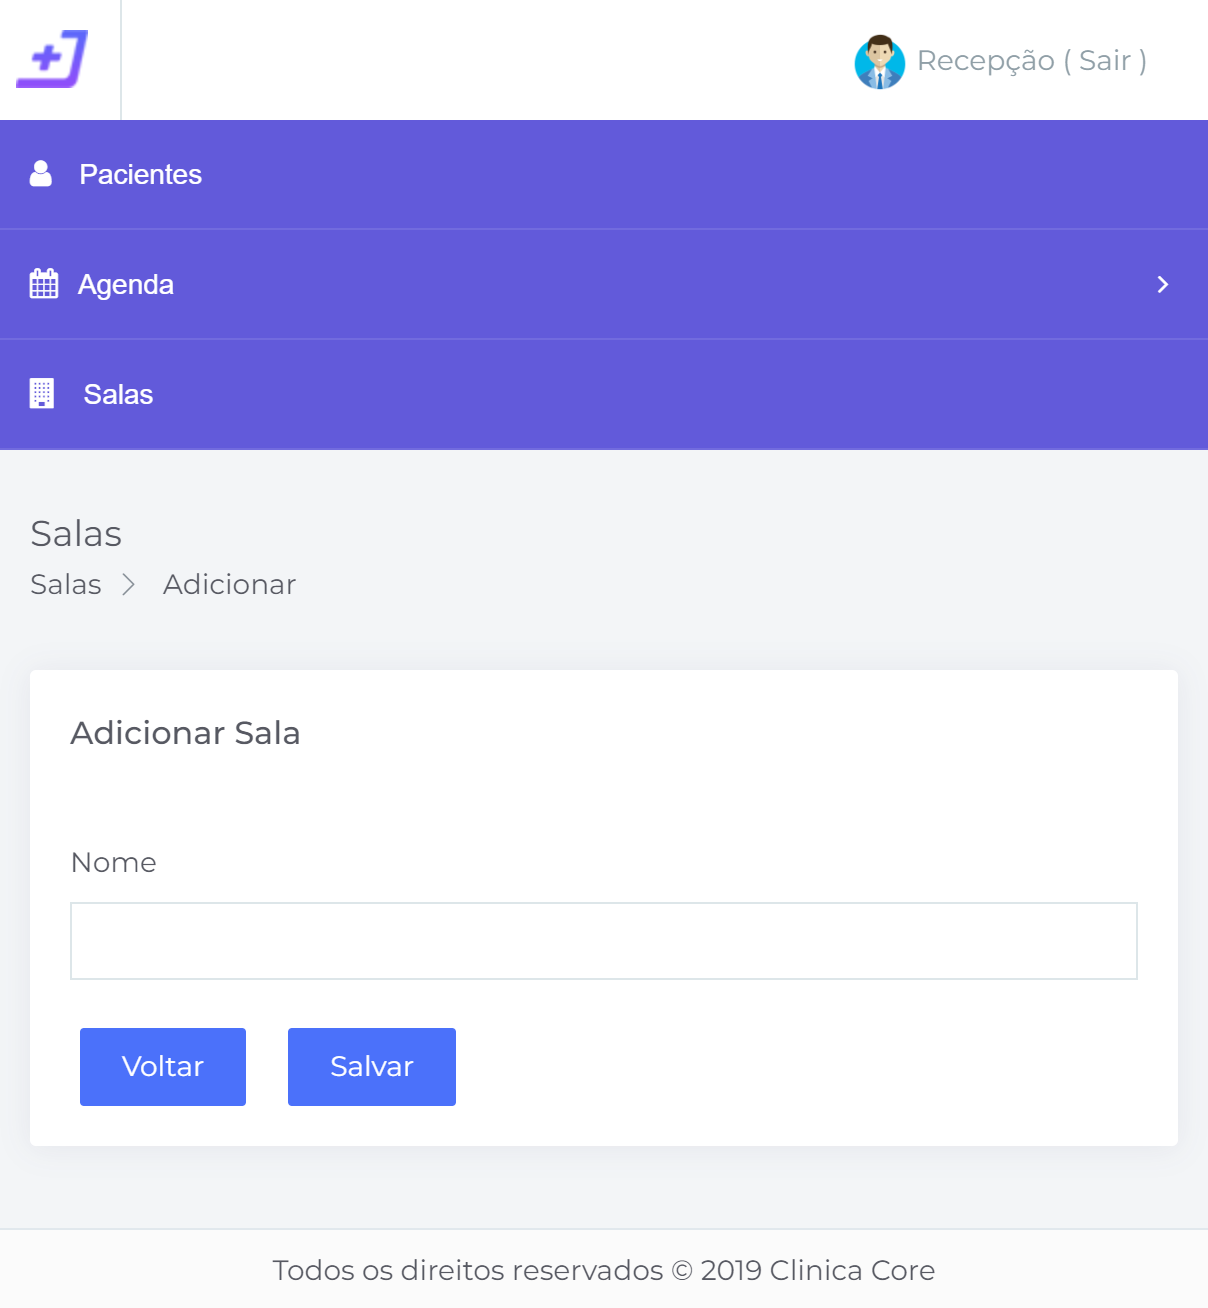 Recepção ( Sair )
Pacientes
Agenda
Salas
Salas
Salas Adicionar
Adicionar Sala
Nome
Voltar Salvar
Todos os direitos reservados © 2019 Clinica Core